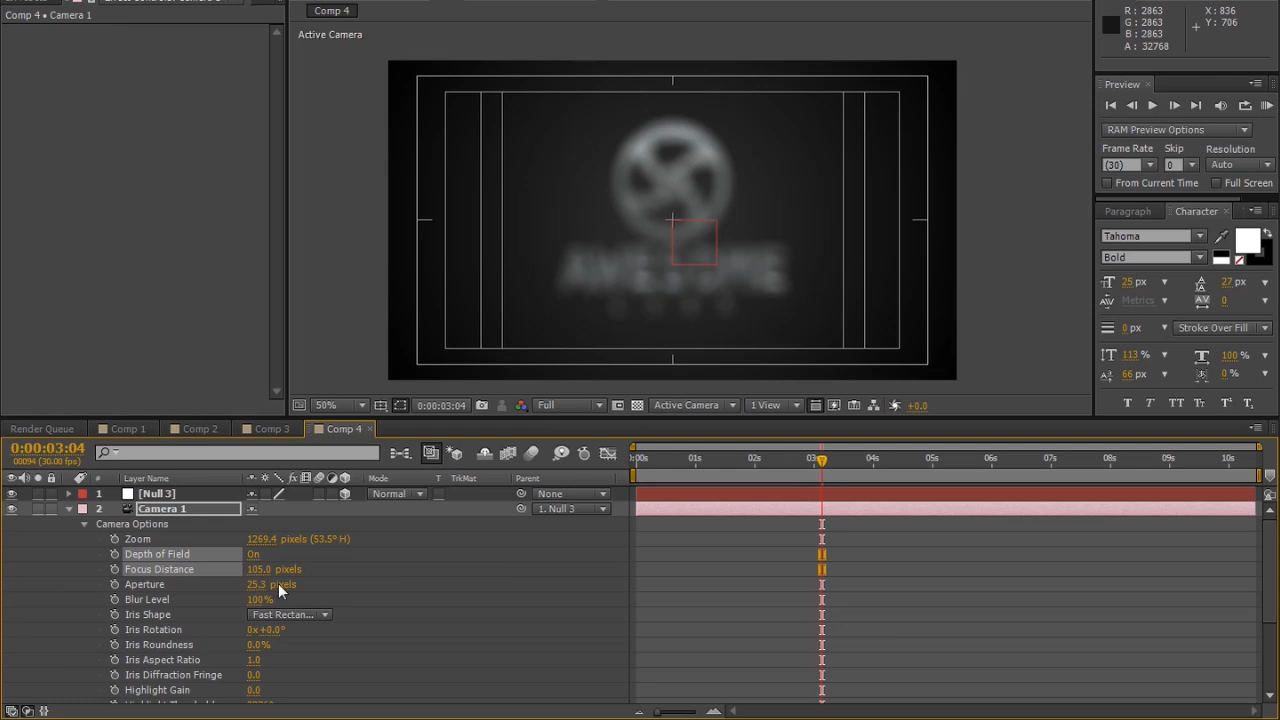 Comp 4 • Camera 1
Comp 4
Active Camera
R : 2863
G : 2863
B : 2863
A : 32768
X : 836
Y : 706
Preview
RAM Preview Options
Frame Rate
Skip
Resolution
(30)
0
Auto
From Current Time
Full Screen
Paragraph
Character
Tahoma
Bold
25 px
27 px
Metrics
0
0 px
Stroke Over Fill
113 %
100 %
66 px
0 %
T T TT Tt T T
AWESOME
50%
0:00:03:04
Full
Active Camera
1 View
+0.0
Render Queue
Comp 1
Comp 2
Comp 3
Comp 4
0:00:03:04
00094 (30.00 fps)
#
Layer Name
Mode
T
TrkMat
Parent
:00s
01s
02s
03s
04s
05s
06s
07s
08s
09s
10s
1
[Null 3]
Normal
None
2
Camera 1
1. Null 3
Camera Options
Zoom
1269.4 pixels (53.5° H)
Depth of Field
On
Focus Distance
105.0 pixels
Aperture
25.3 pixels
Blur Level
100%
Iris Shape
Fast Rectan...
Iris Rotation
0x+0.0°
Iris Roundness
0.0%
Iris Aspect Ratio
1.0
Iris Diffraction Fringe
0.0
Highlight Gain
0.0